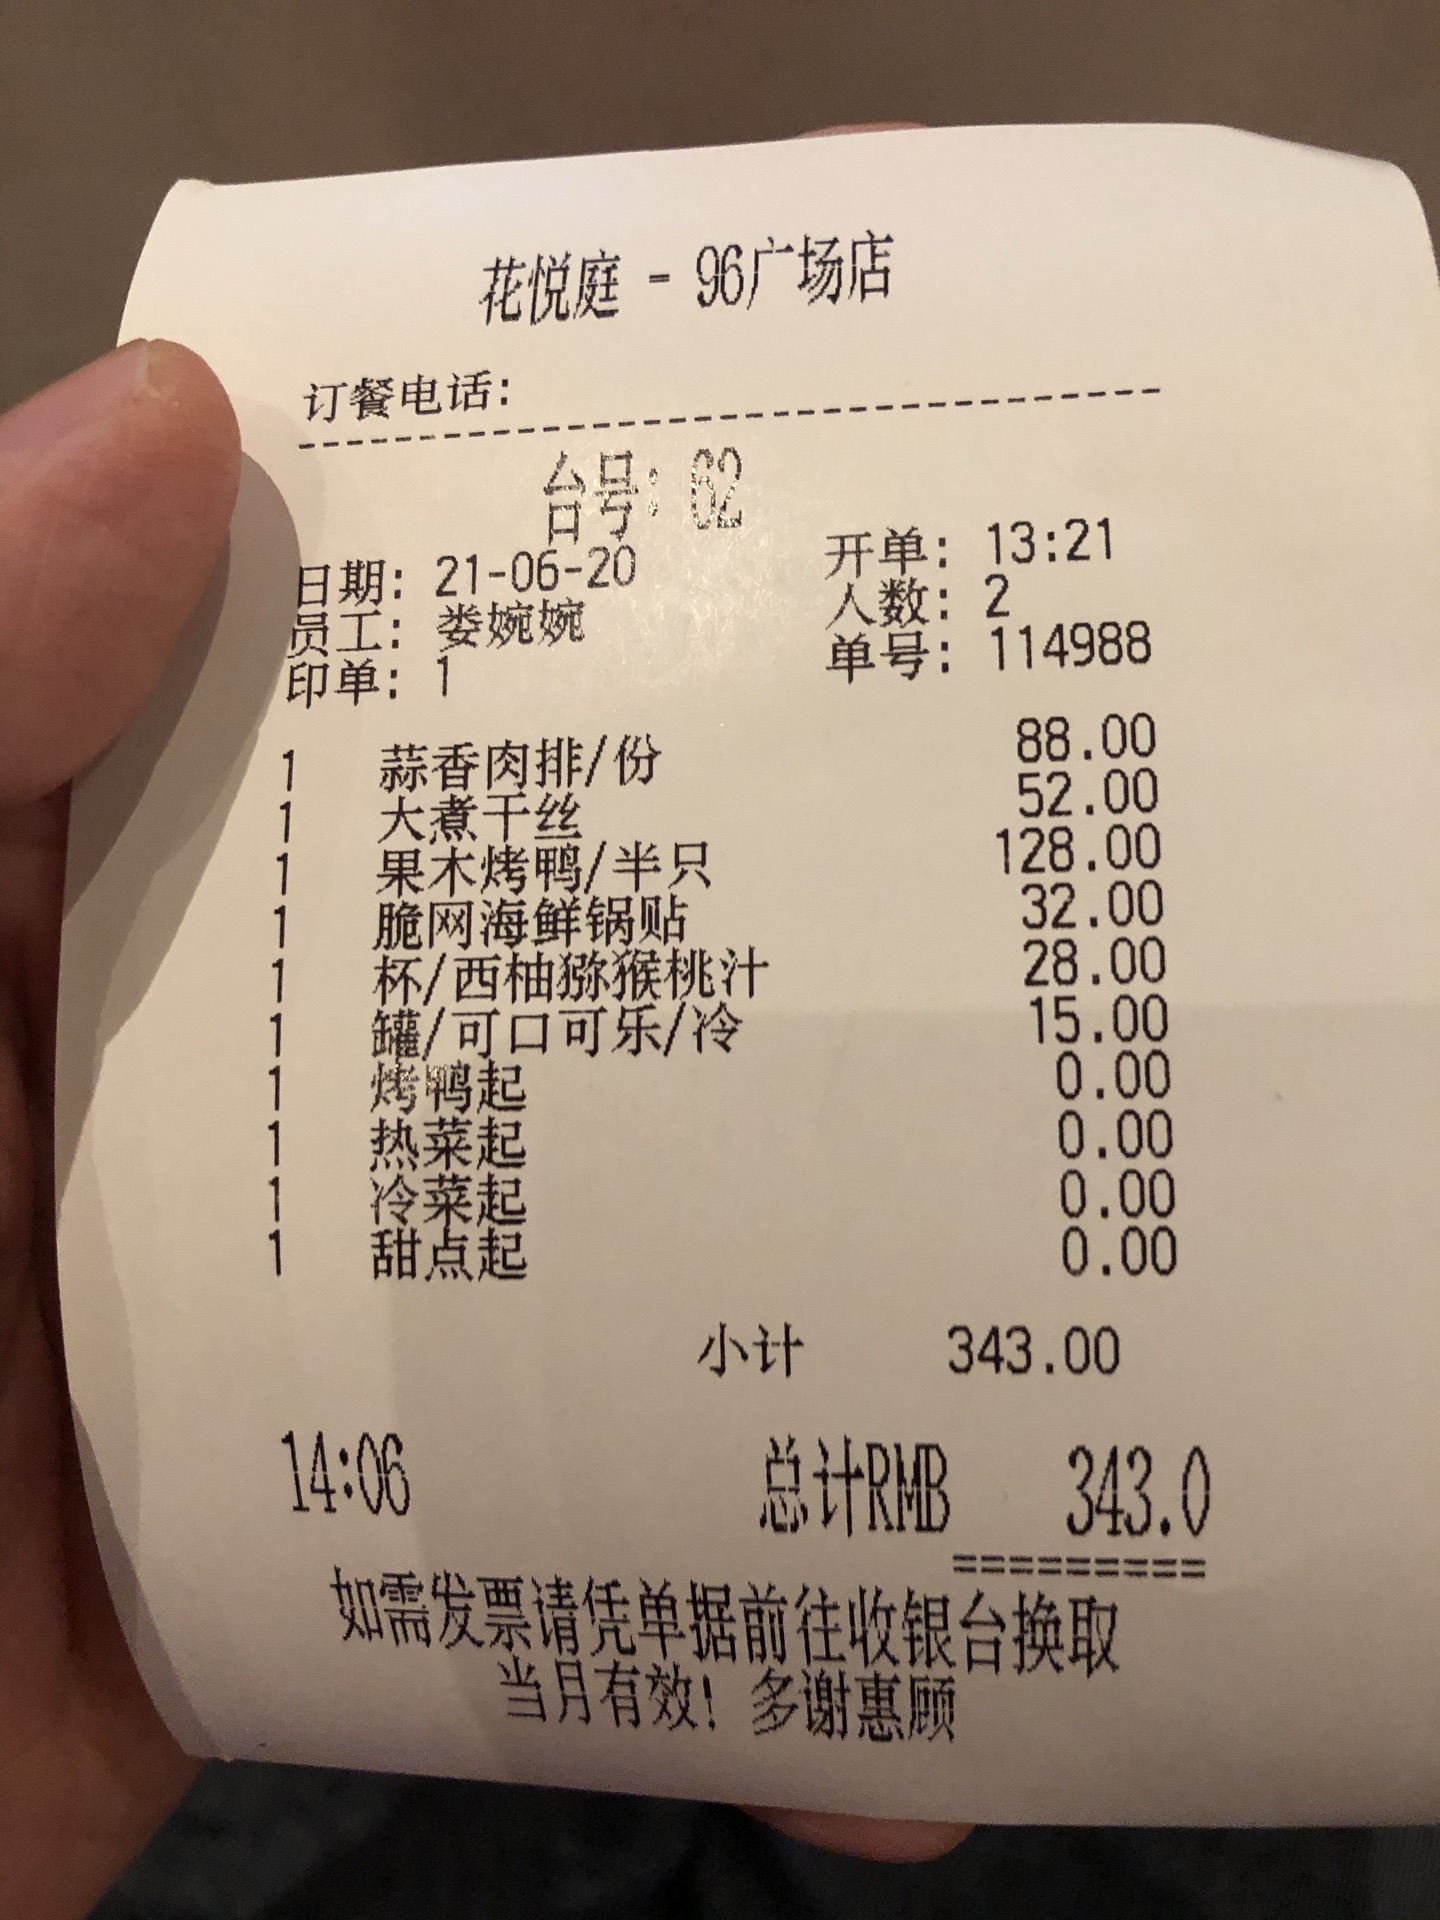 花悦庭 - 96广场店
订餐电话:
台号: 62
日期: 21-06-20 开单: 13:21
员工: 娄婉婉 人数: 2
印单: 1 单号: 114988
1 蒜香肉排/份 88.00
1 大煮干丝 52.00
1 果木烤鸭/半只 128.00
1 脆网海鲜锅贴 32.00
1 杯/西柚猕猴桃汁 28.00
1 罐/可口可乐/冷 15.00
1 烤鸭起 0.00
1 热菜起 0.00
1 冷菜起 0.00
1 甜点起 0.00
小计 343.00
14:06 总计RMB 343.0
=========
如需发票请凭单据前往收银台换取
当月有效! 多谢惠顾